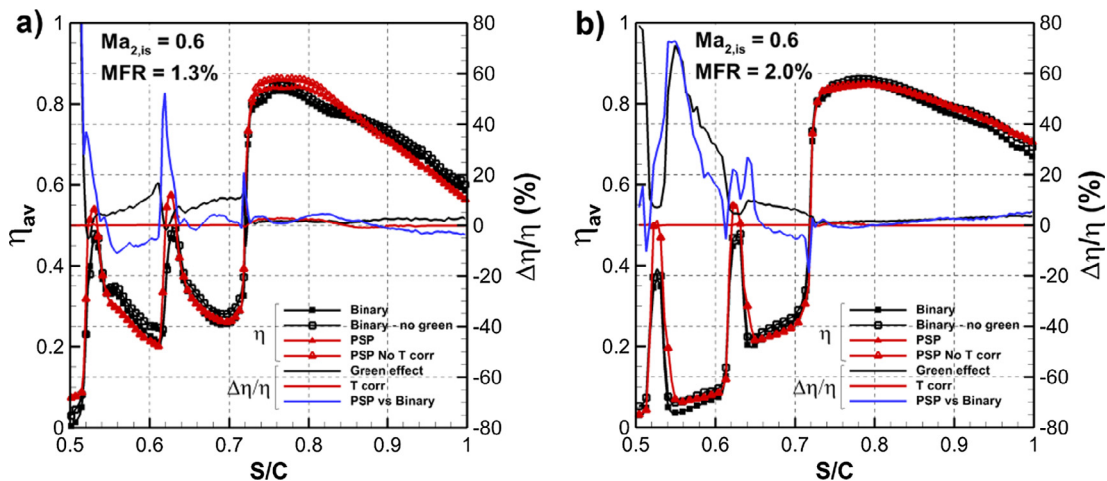 a)
Ma2,is = 0.6
MFR = 1.3%
1
0.8
0.6
0.4
0.2
0
ηav
80
60
40
20
0
-20
-40
-60
-80
Δη/η (%)
0.5 0.6 0.7 0.8 0.9 1
S/C
η
Binary
Binary - no green
PSP
PSP No T corr
Δη/η
Green effect
T corr
PSP vs Binary
b)
Ma2,is = 0.6
MFR = 2.0%
1
0.8
0.6
0.4
0.2
0
ηav
80
60
40
20
0
-20
-40
-60
-80
Δη/η (%)
0.5 0.6 0.7 0.8 0.9 1
S/C
η
Binary
Binary - no green
PSP
PSP No T corr
Δη/η
Green effect
T corr
PSP vs Binary